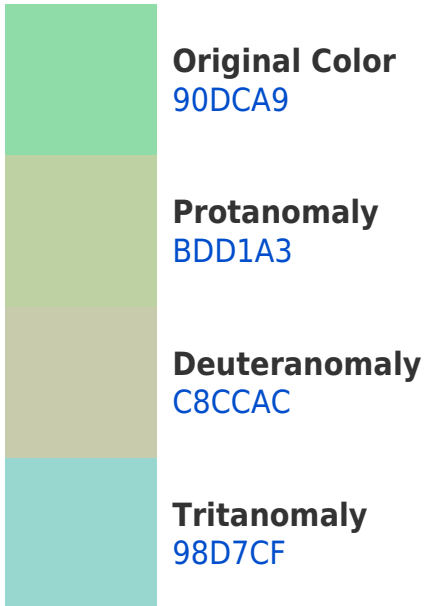 Original Color
90DCA9
Protanomaly
BDD1A3
Deuteranomaly
C8CCAC
Tritanomaly
98D7CF